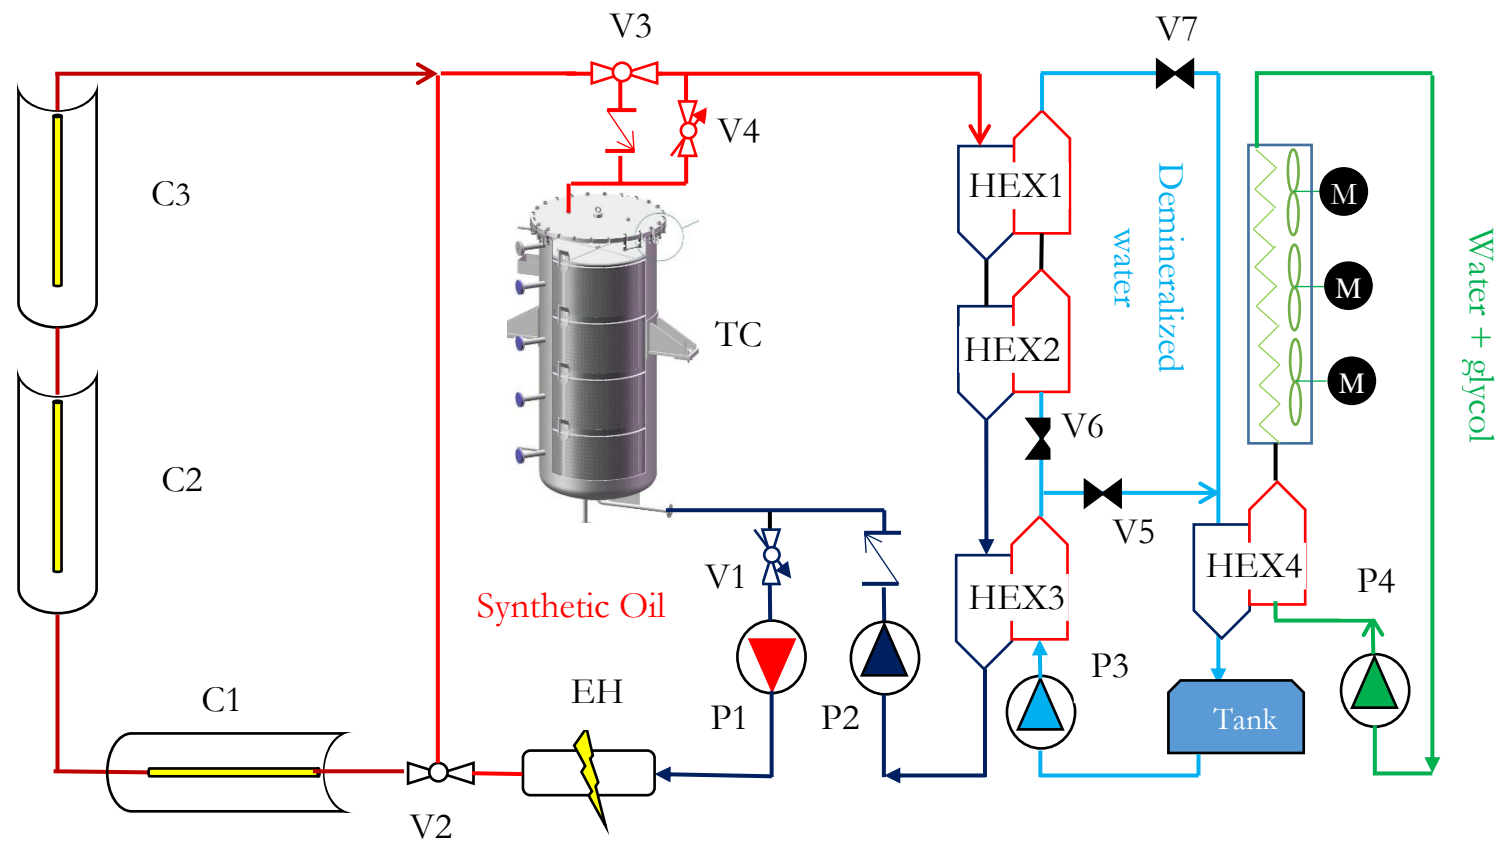 V3
V7
V4
C3
HEX1
M
Demineralized
water
Water + glycol
M
TC
HEX2
M
V6
C2
V5
V1
HEX4
P4
Synthetic Oil
HEX3
P3
EH
C1
P1
P2
Tank
V2